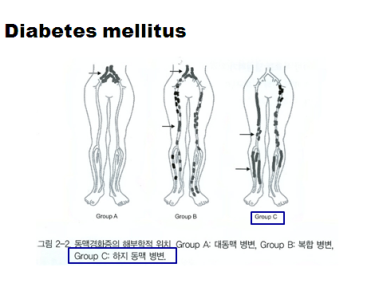 Diabetes mellitus
Group A
Group B
Group C
그림 2-2. 동맥경화증의 해부학적 위치. Group A: 대동맥 병변, Group B: 복합 병변,
Group C: 하지 동맥 병변.